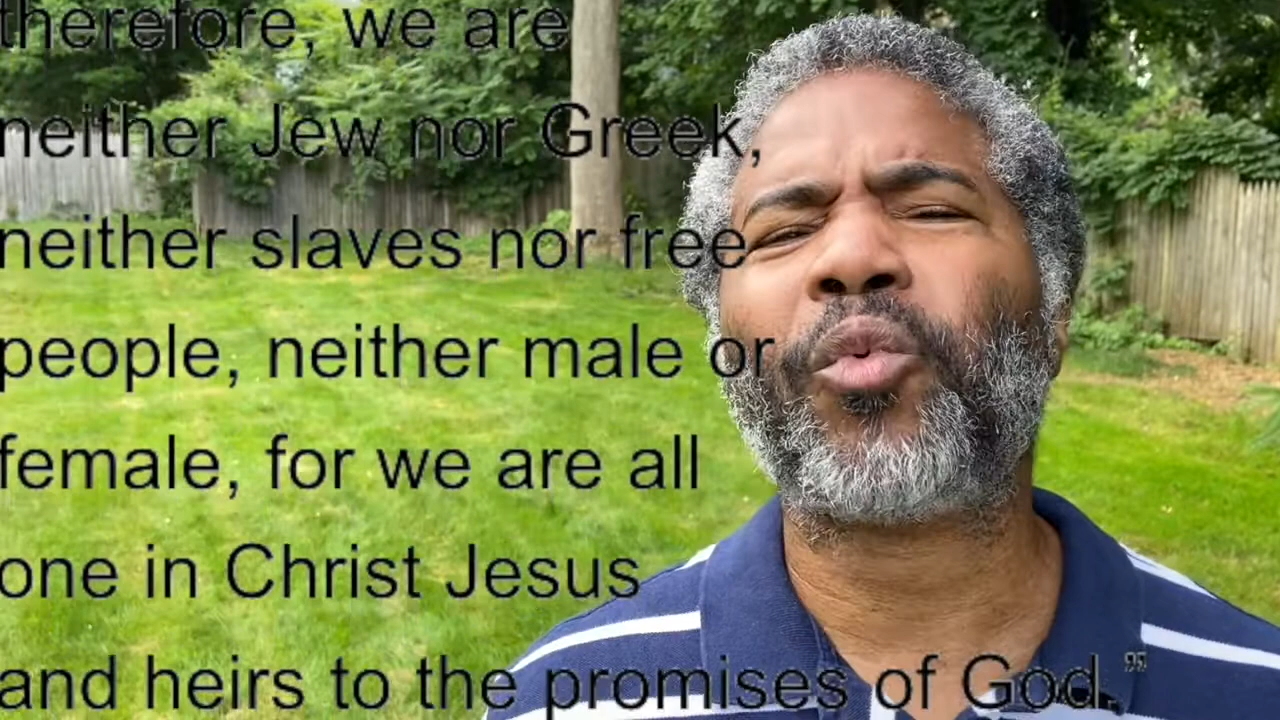 therefore, we are
neither Jew nor Greek,
neither slaves nor free
people, neither male or
female, for we are all
one in Christ Jesus
and heirs to the promises of God.”